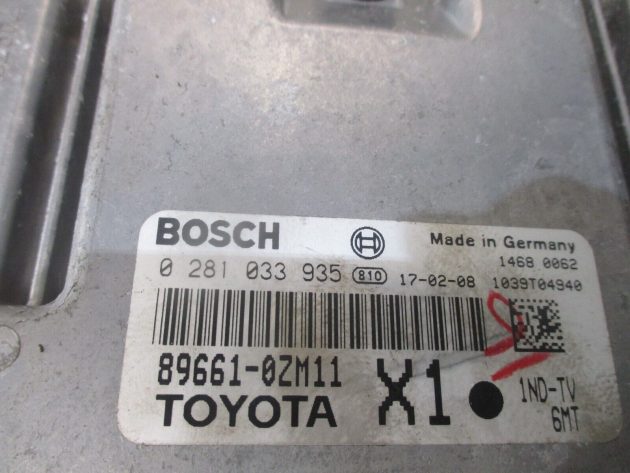 BOSCH
Made in Germany
1468 0062
0 281 033 935 810 17-02-08 1039T04940
89661-0ZM11
X1
1ND-TV
TOYOTA
6MT